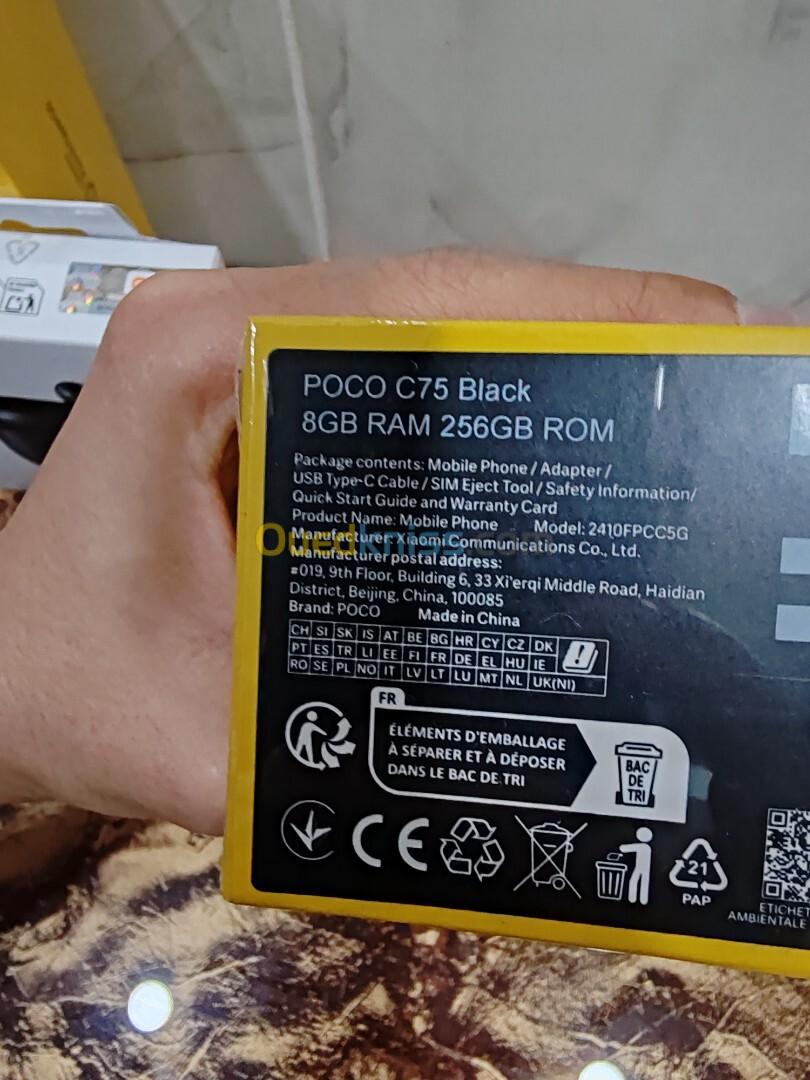 POCO C75 Black
8GB RAM 256GB ROM
Package contents: Mobile Phone / Adapter /
USB Type-C Cable / SIM Eject Tool / Safety Information/
Quick Start Guide and Warranty Card
Product Name: Mobile Phone Model: 2410FPCC5G
Manufacturer: Xiaomi Communications Co., Ltd.
Manufacturer postal address:
#019, 9th Floor, Building 6, 33 Xi'erqi Middle Road, Haidian
District, Beijing, China, 100085
Brand: POCO Made in China
Ouedkniss.com
CH SI SK IS AT BE BG HR CY CZ DK
PT ES TR LI EE FI FR DE EL HU IE
RO SE PL NO IT LV LT LU MT NL UK(NI)
FR
ÉLÉMENTS D'EMBALLAGE
À SÉPARER ET À DÉPOSER
DANS LE BAC DE TRI
BAC
DE
TRI
CE
21
PAP
ETICHET
AMBIENTALE